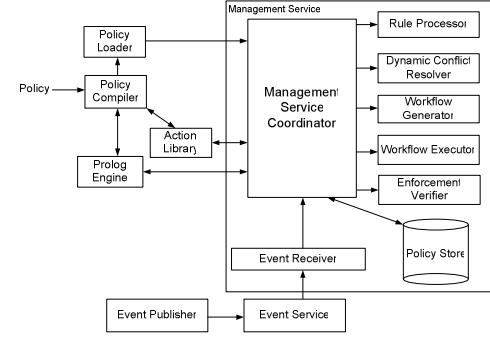 Management Service
Policy
Loader
Policy
Policy
Compiler
Action
Library
Prolog
Engine
Management
Service
Coordinator
Rule Processor
Dynamic Conflict
Resolver
Workflow
Generator
Workflow Executor
Enforcement
Verifier
Policy Store
Event Receiver
Event Publisher
Event Service